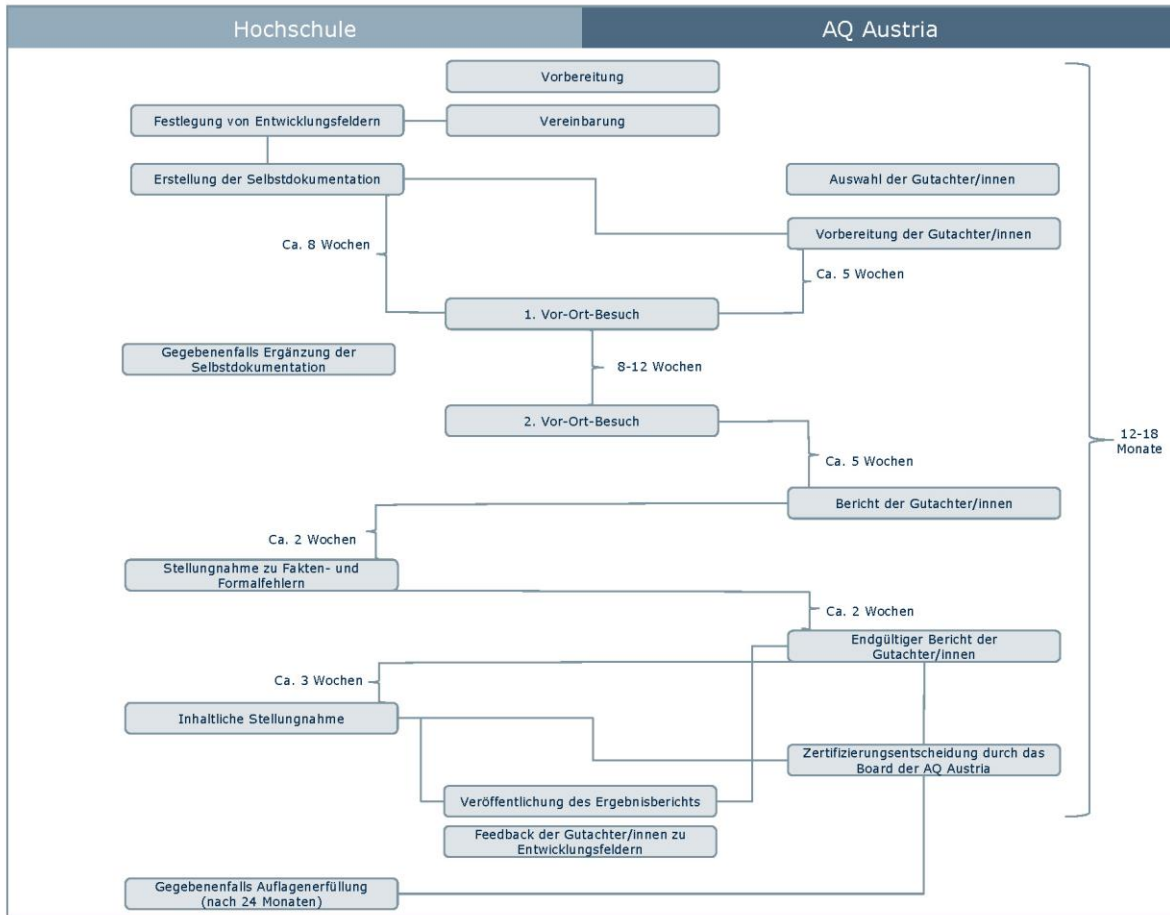 Hochschule
AQ Austria
Vorbereitung
Festlegung von Entwicklungsfeldern
Vereinbarung
Erstellung der Selbstdokumentation
Auswahl der Gutachter/innen
Vorbereitung der Gutachter/innen
Ca. 8 Wochen
Ca. 5 Wochen
1. Vor-Ort-Besuch
Gegebenenfalls Ergänzung der
Selbstdokumentation
8-12 Wochen
2. Vor-Ort-Besuch
12-18
Monate
Ca. 5 Wochen
Bericht der Gutachter/innen
Ca. 2 Wochen
Stellungnahme zu Fakten- und
Formalfehlern
Ca. 2 Wochen
Endgültiger Bericht der
Gutachter/innen
Ca. 3 Wochen
Inhaltliche Stellungnahme
Zertifizierungsentscheidung durch das
Board der AQ Austria
Veröffentlichung des Ergebnisberichts
Feedback der Gutachter/innen zu
Entwicklungsfeldern
Gegebenenfalls Auflagenerfüllung
(nach 24 Monaten)